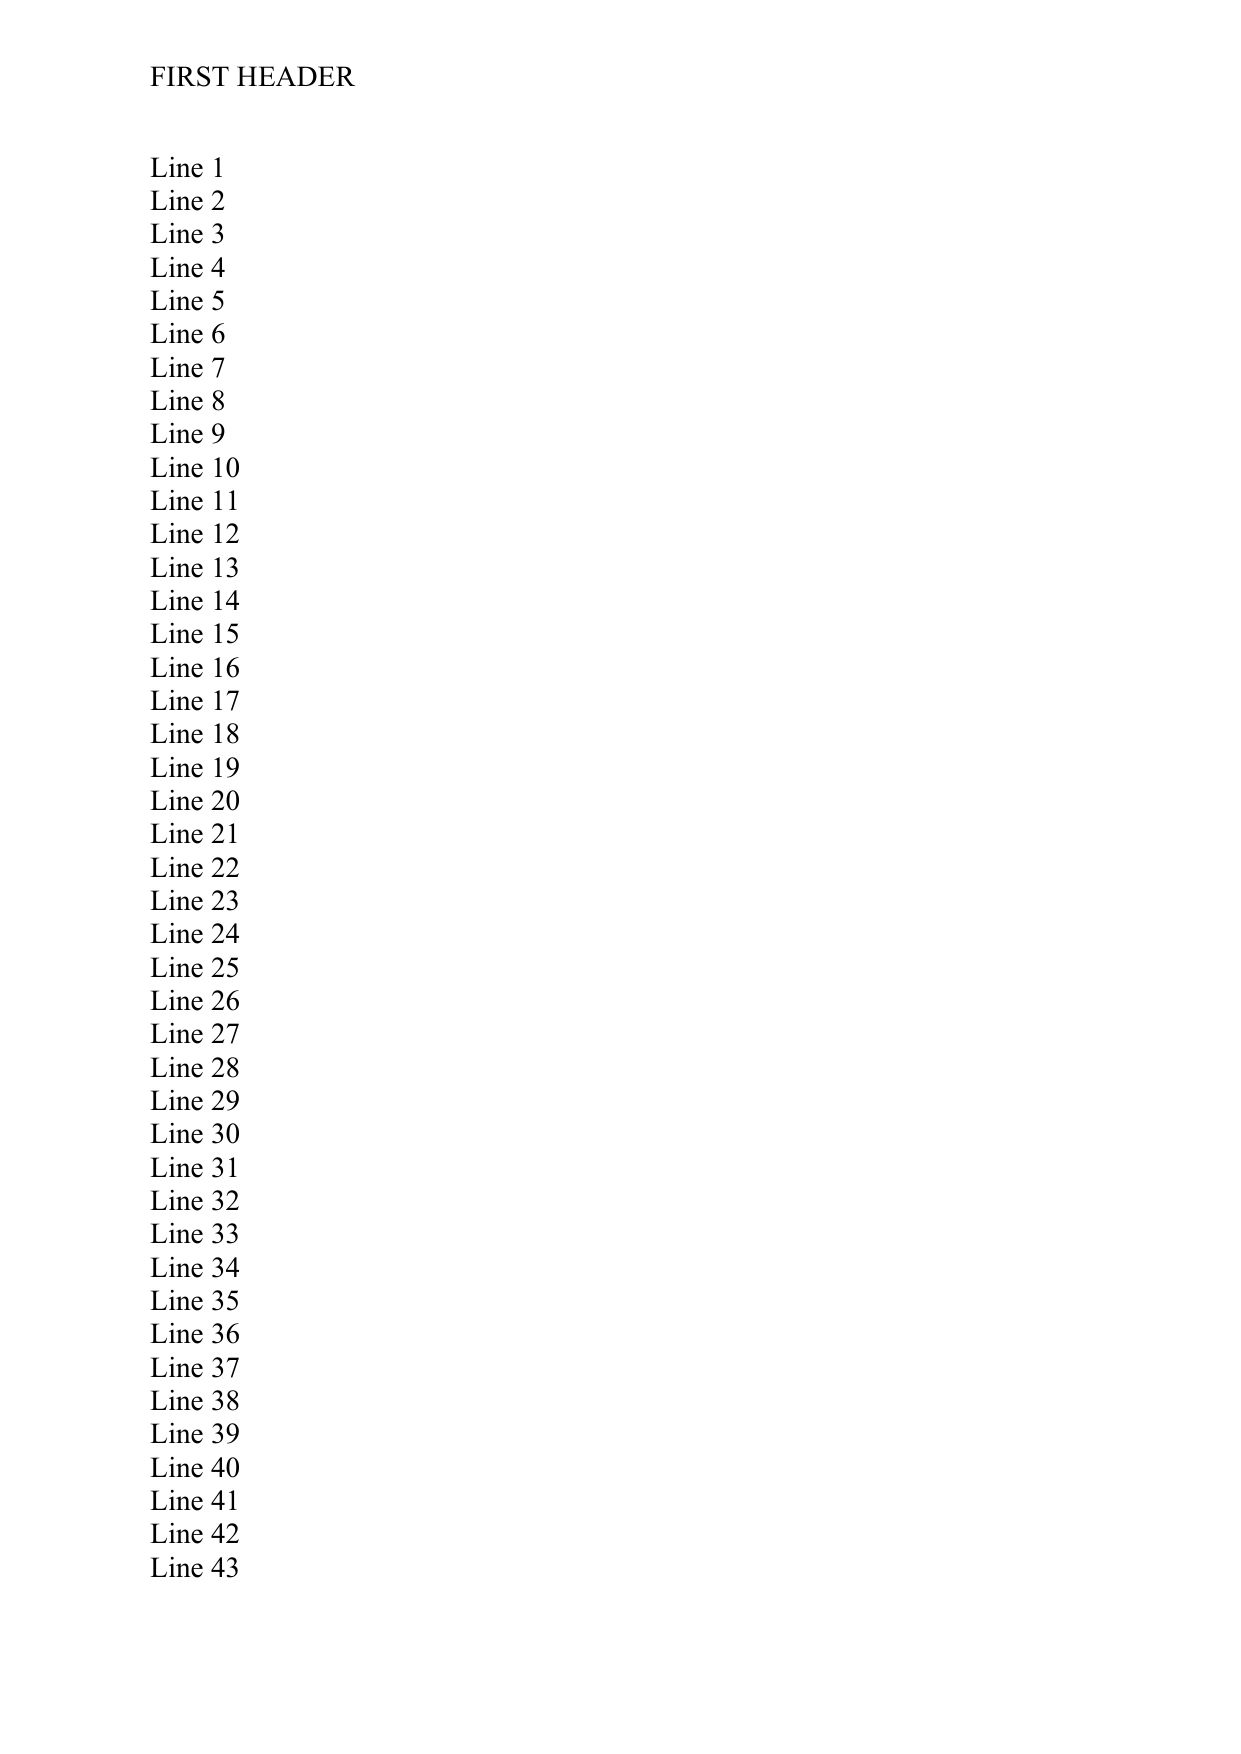 FIRST HEADER
Line 1
Line 2
Line 3
Line 4
Line 5
Line 6
Line 7
Line 8
Line 9
Line 10
Line 11
Line 12
Line 13
Line 14
Line 15
Line 16
Line 17
Line 18
Line 19
Line 20
Line 21
Line 22
Line 23
Line 24
Line 25
Line 26
Line 27
Line 28
Line 29
Line 30
Line 31
Line 32
Line 33
Line 34
Line 35
Line 36
Line 37
Line 38
Line 39
Line 40
Line 41
Line 42
Line 43